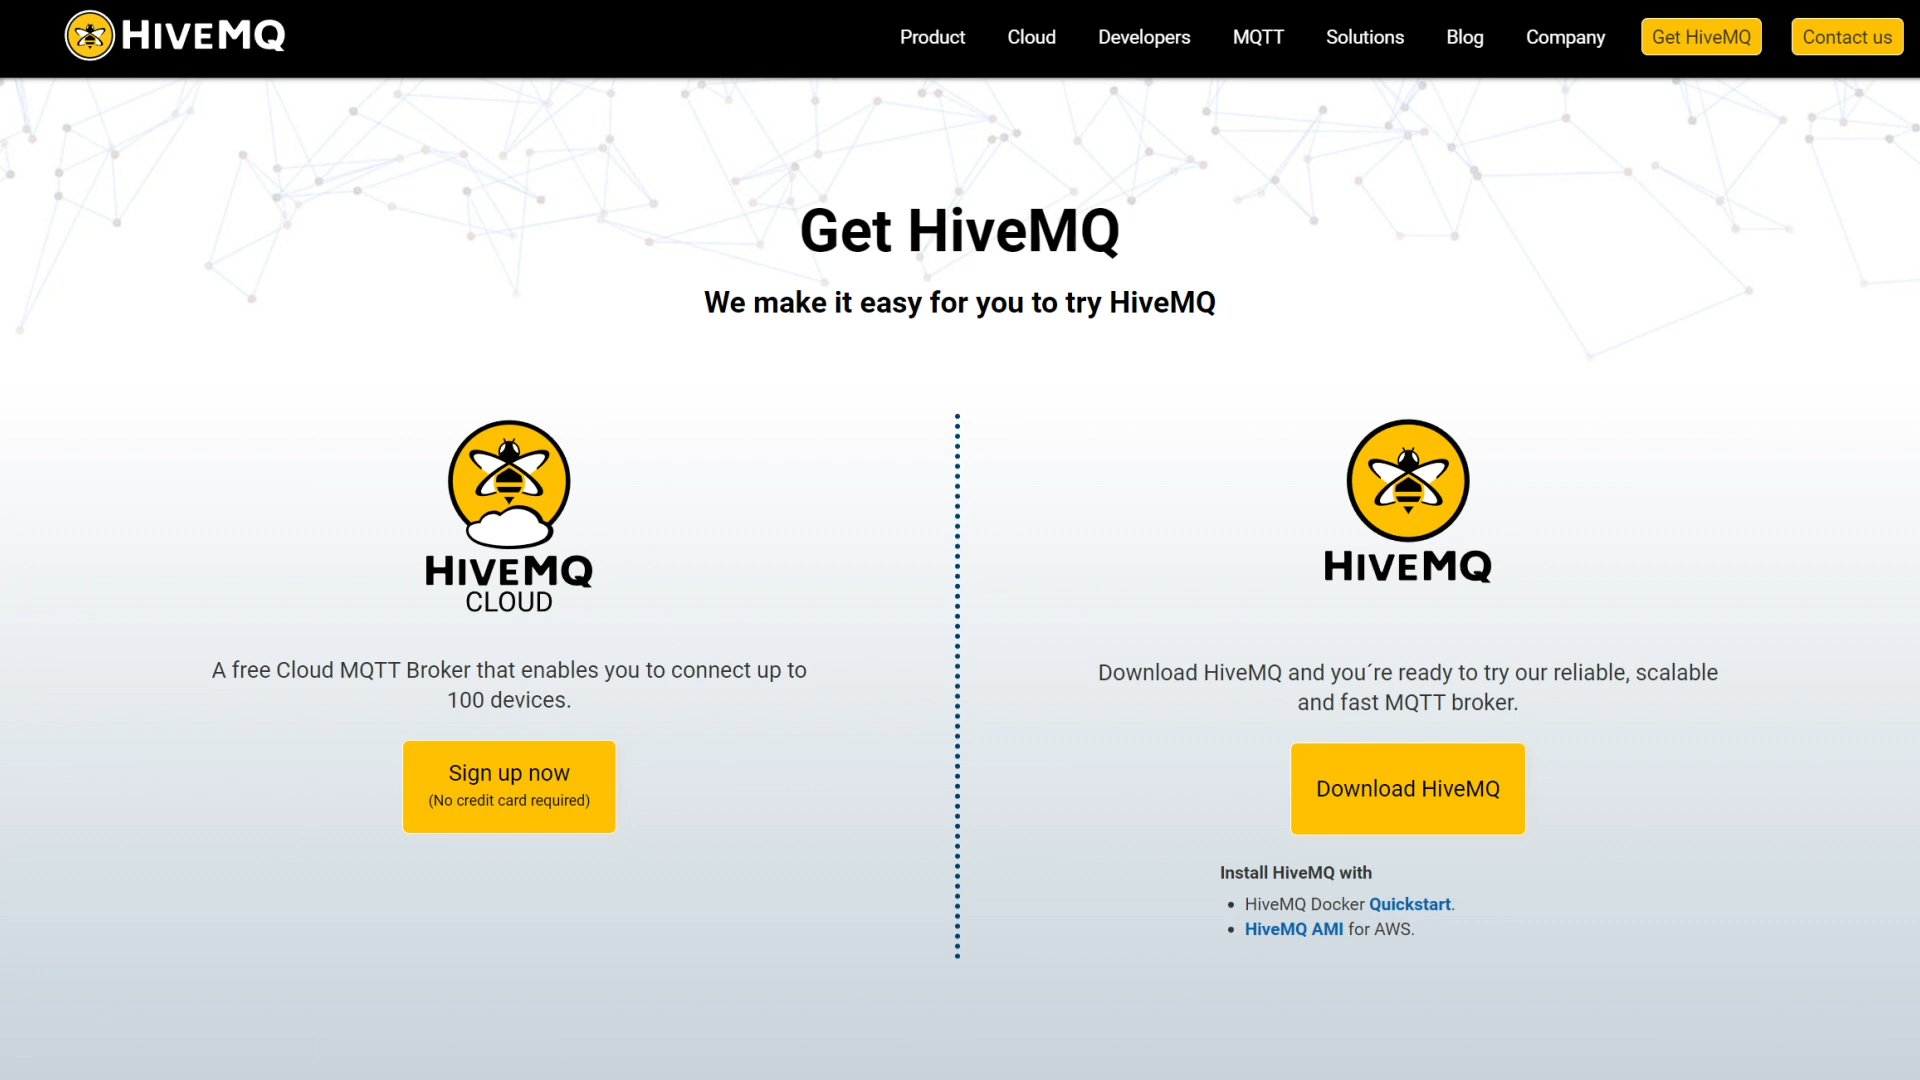 HIVEMQ
Product
Cloud
Developers
MQTT
Solutions
Blog
Company
Get HiveMQ
Contact us
Get HiveMQ
We make it easy for you to try HiveMQ
HIVEMQ
CLOUD
A free Cloud MQTT Broker that enables you to connect up to
100 devices.
Sign up now
(No credit card required)
HIVEMQ
Download HiveMQ and you´re ready to try our reliable, scalable
and fast MQTT broker.
Download HiveMQ
Install HiveMQ with
• HiveMQ Docker Quickstart.
• HiveMQ AMI for AWS.